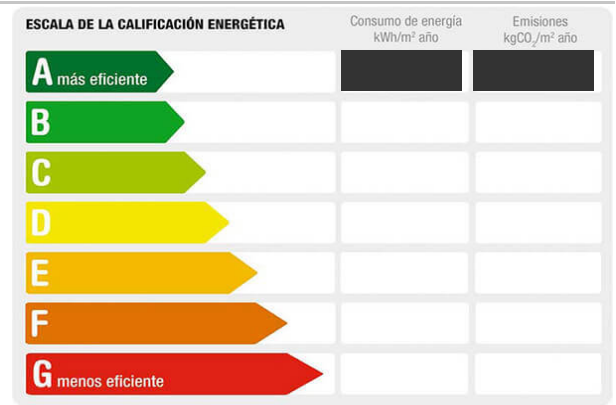 ESCALA DE LA CALIFICACIÓN ENERGÉTICA
Consumo de energía
kWh/m² año
Emisiones
kgCO₂/m² año
A más eficiente
B
C
D
E
F
G menos eficiente